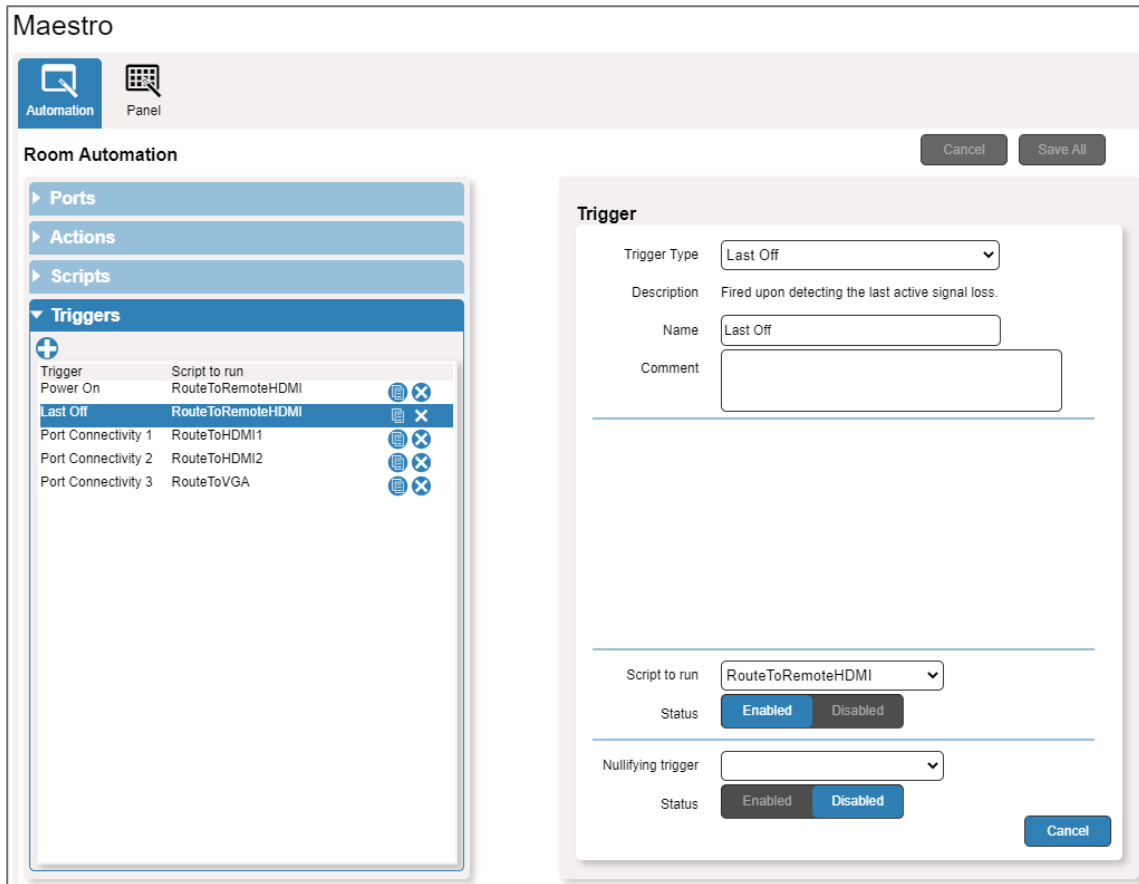 Maestro
Automation
Panel
Room Automation
Cancel
Save All
Ports
Actions
Scripts
Triggers
Trigger Script to run
Power On RouteToRemoteHDMI
Last Off RouteToRemoteHDMI
Port Connectivity 1 RouteToHDMI1
Port Connectivity 2 RouteToHDMI2
Port Connectivity 3 RouteToVGA
Trigger
Trigger Type Last Off
Description Fired upon detecting the last active signal loss.
Name Last Off
Comment
Script to run RouteToRemoteHDMI
Status Enabled Disabled
Nullifying trigger
Status Enabled Disabled
Cancel